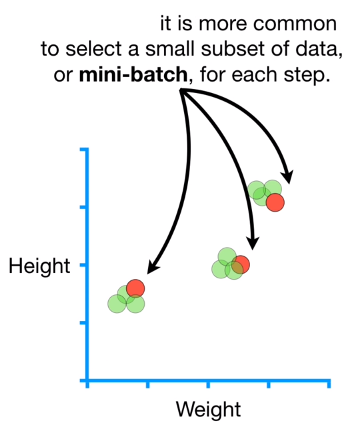 it is more common
to select a small subset of data,
or mini-batch, for each step.
Height
Weight